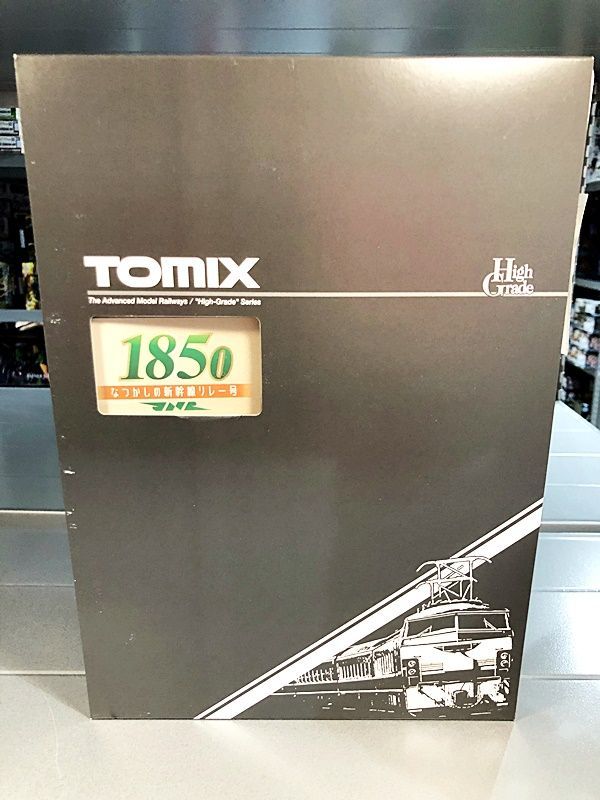 TOMIX
High
Grade
The Advanced Model Railways / "High-Grade" Series
1850
なつかしの新幹線リレー号